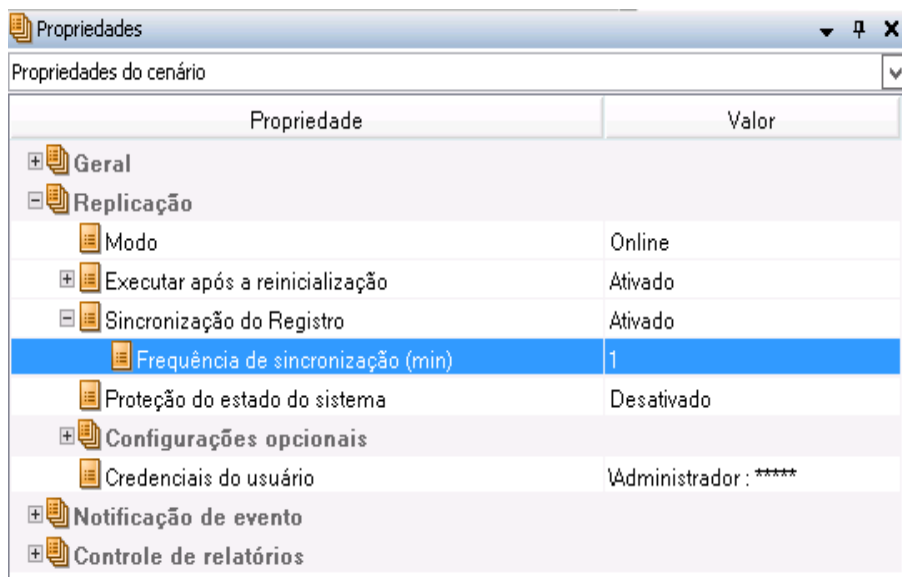 Propriedades
Propriedades do cenário
Propriedade Valor
Geral
Replicação
Modo Online
Executar após a reinicialização Ativado
Sincronização do Registro Ativado
Frequência de sincronização (min) 1
Proteção do estado do sistema Desativado
Configurações opcionais
Credenciais do usuário \Administrador : *****
Notificação de evento
Controle de relatórios